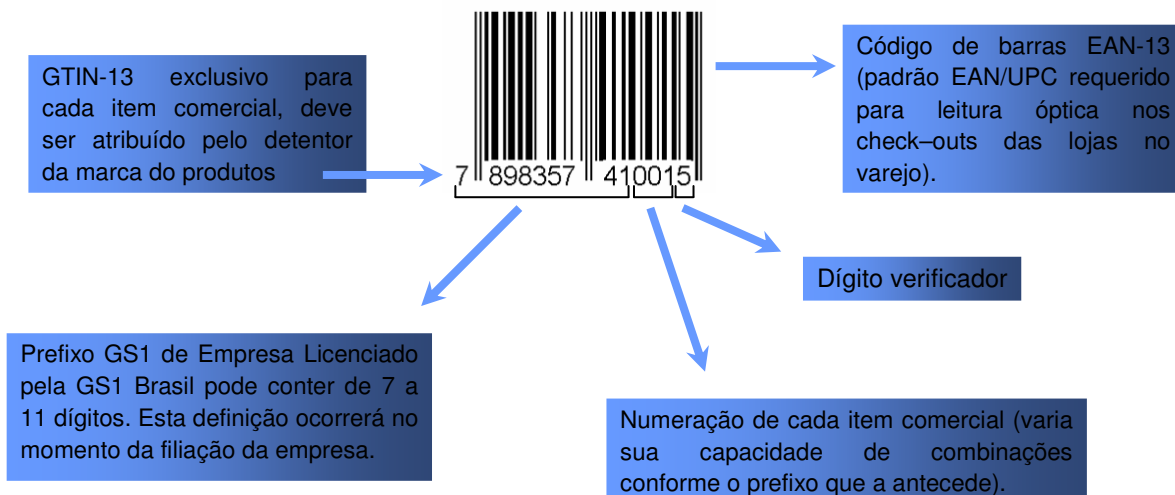 GTIN-13 exclusivo para
cada item comercial, deve
ser atribuído pelo detentor
da marca do produtos
Código de barras EAN-13
(padrão EAN/UPC requerido
para leitura óptica nos
check–outs das lojas no
varejo).
7 898357 410015
Dígito verificador
Prefixo GS1 de Empresa Licenciado
pela GS1 Brasil pode conter de 7 a
11 dígitos. Esta definição ocorrerá no
momento da filiação da empresa.
Numeração de cada item comercial (varia
sua capacidade de combinações
conforme o prefixo que a antecede).